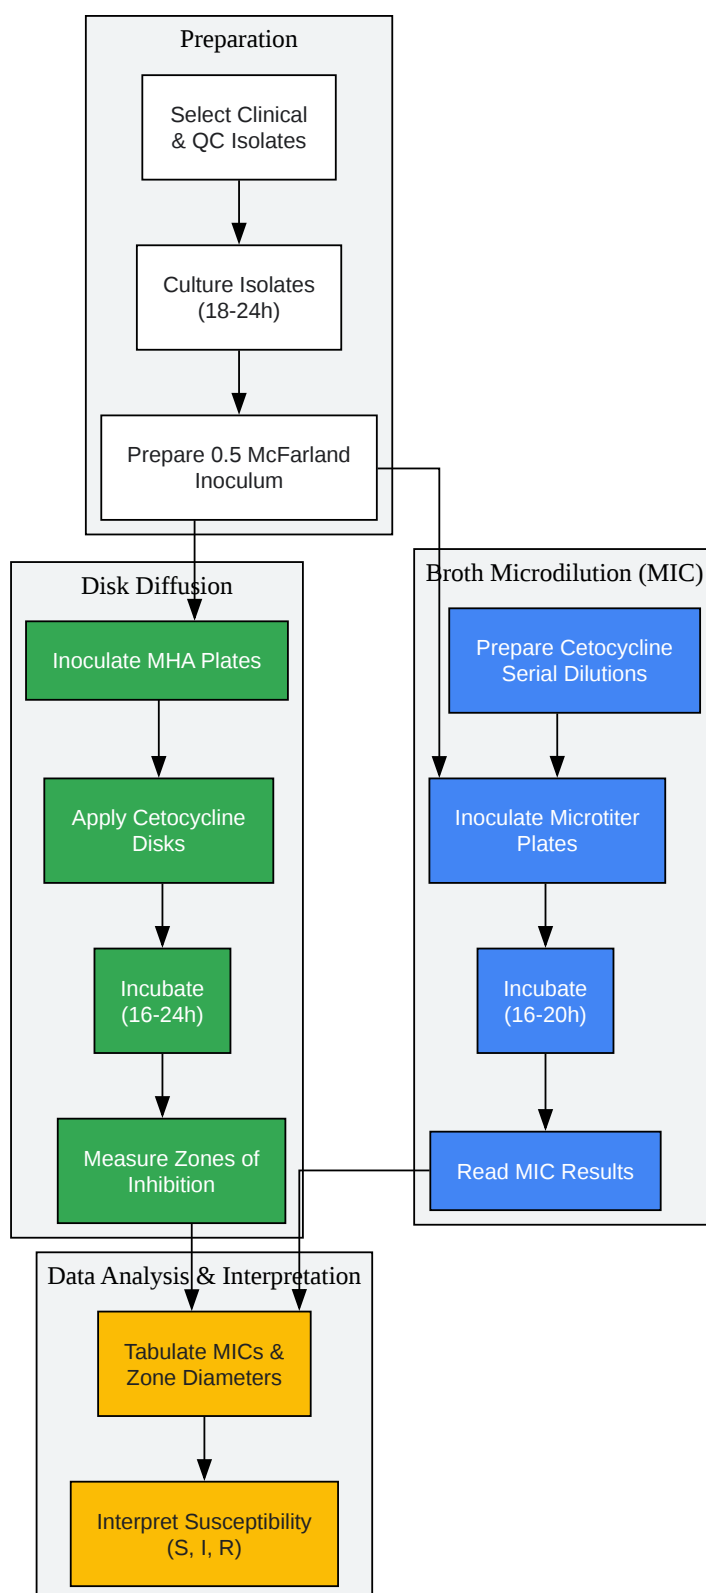 Preparation
Select Clinical
& QC Isolates
Culture Isolates
(18-24h)
Prepare 0.5 McFarland
Inoculum
Disk Diffusion
Inoculate MHA Plates
Apply Cetocycline
Disks
Incubate
(16-24h)
Measure Zones of
Inhibition
Broth Microdilution (MIC)
Prepare Cetocycline
Serial Dilutions
Inoculate Microtiter
Plates
Incubate
(16-20h)
Read MIC Results
Data Analysis & Interpretation
Tabulate MICs &
Zone Diameters
Interpret Susceptibility
(S, I, R)